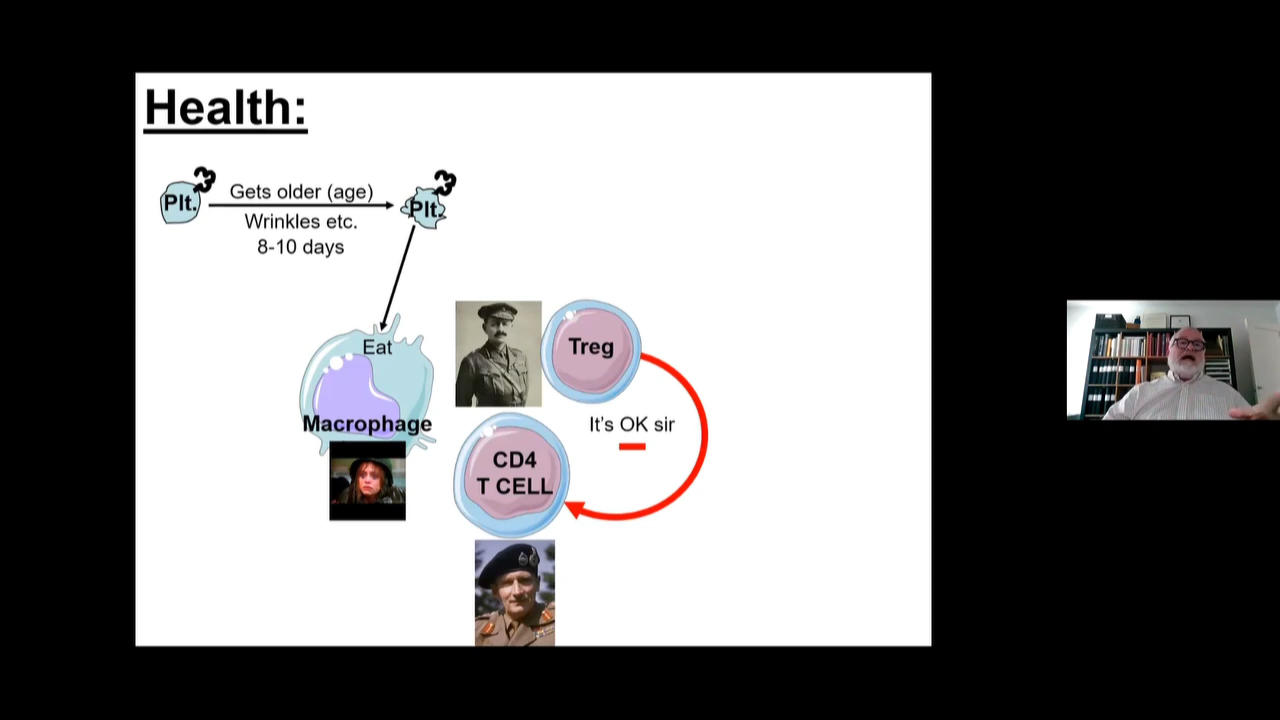 Health:
Plt.
Gets older (age)
Wrinkles etc.
8-10 days
Plt.
Eat
Macrophage
Treg
It's OK sir
CD4
T CELL